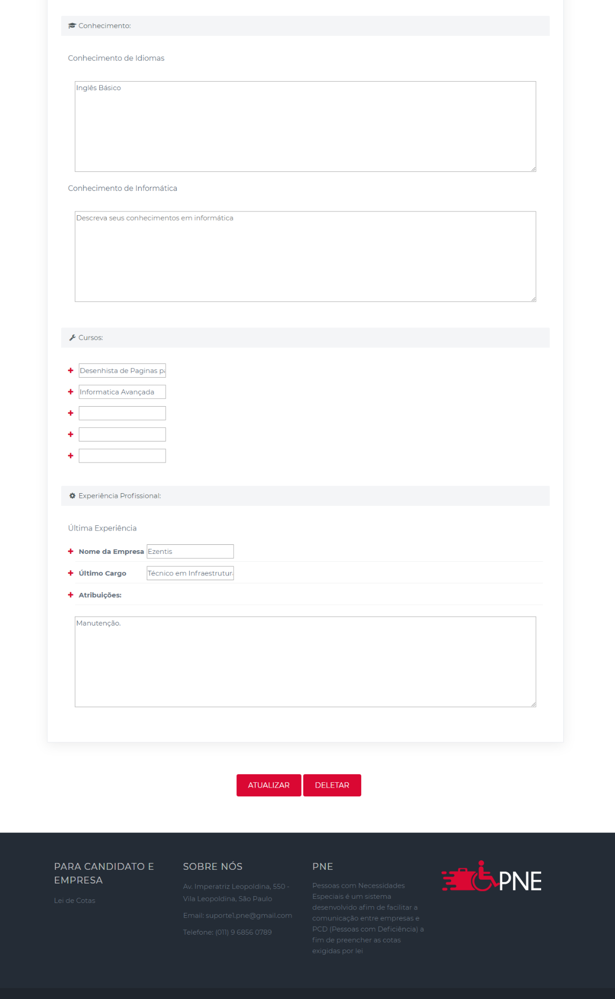 Conhecimento:
Conhecimento de Idiomas
Inglês Básico
Conhecimento de Informática
Descreva seus conhecimentos em informática
Cursos:
Desenhista de Paginas pa
Informatica Avançada
Experiência Profissional:
Última Experiência
Nome da Empresa Ezentis
Último Cargo Técnico em Infraestrutura
Atribuições:
Manutenção.
ATUALIZAR DELETAR
PARA CANDIDATO E
EMPRESA
Lei de Cotas
SOBRE NÓS
Av. Imperatriz Leopoldina, 550 -
Vila Leopoldina, São Paulo
Email: suporte1.pne@gmail.com
Telefone: (011) 9 6856 0789
PNE
Pessoas com Necessidades
Especiais é um sistema
desenvolvido afim de facilitar a
comunicação entre empresas e
PCD (Pessoas com Deficiência) a
fim de preencher as cotas
exigidas por lei
PNE